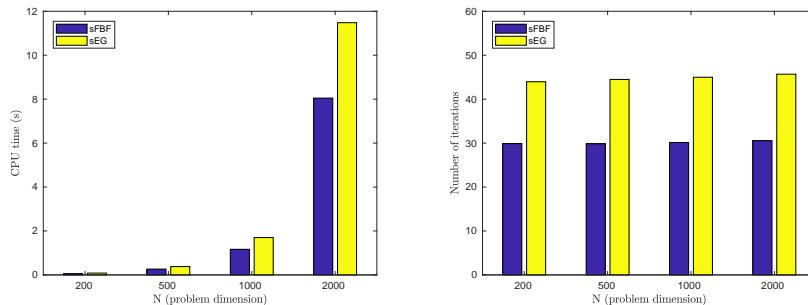 12
10
8
6
4
2
0
CPU time (s)
sFBF
sEG
200
500
1000
2000
N (problem dimension)
60
50
40
30
20
10
0
Number of iterations
sFBF
sEG
200
500
1000
2000
N (problem dimension)